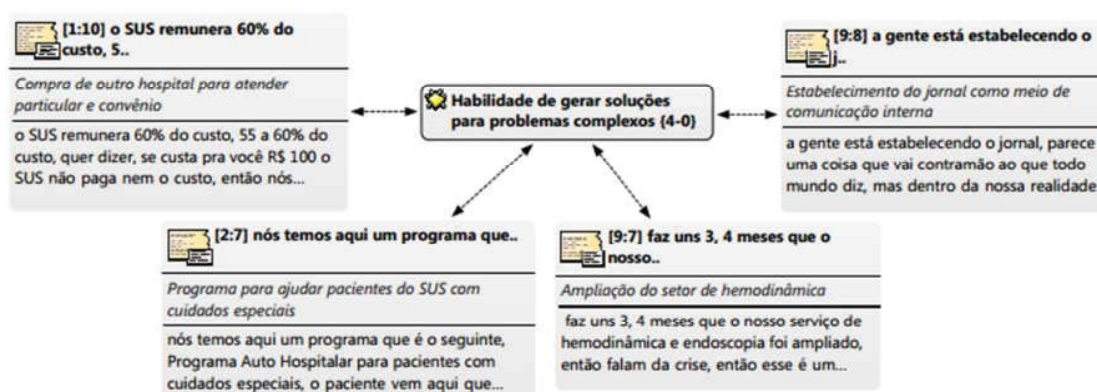 [1:10] o SUS remunera 60% do
custo, 5..
Compra de outro hospital para atender
particular e convênio
o SUS remunera 60% do custo, 55 a 60% do
custo, quer dizer, se custa pra você R$ 100 o
SUS não paga nem o custo, então nós...
Habilidade de gerar soluções
para problemas complexos {4-0}
[9:8] a gente está estabelecendo o
j..
Estabelecimento do jornal como meio de
comunicação interna
a gente está estabelecendo o jornal, parece
uma coisa que vai contramão ao que todo
mundo diz, mas dentro da nossa realidade
[2:7] nós temos aqui um programa que..
Programa para ajudar pacientes do SUS com
cuidados especiais
nós temos aqui um programa que é o seguinte,
Programa Auto Hospitalar para pacientes com
cuidados especiais, o paciente vem aqui que...
[9:7] faz uns 3, 4 meses que o
nosso..
Ampliação do setor de hemodinâmica
faz uns 3, 4 meses que o nosso serviço de
hemodinâmica e endoscopia foi ampliado,
então falam da crise, então esse é um...